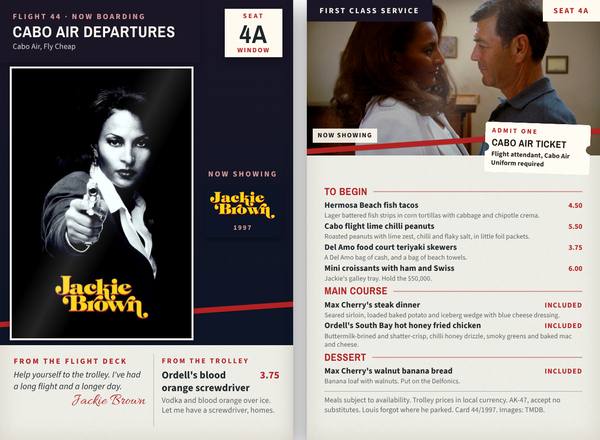 FLIGHT 44 · NOW BOARDING
CABO AIR DEPARTURES
Cabo Air, Fly Cheap
SEAT
4A
WINDOW
Jackie
Brown
NOW SHOWING
Jackie
Brown
1997
FROM THE FLIGHT DECK
Help yourself to the trolley. I've had
a long flight and a longer day.
Jackie Brown
FROM THE TROLLEY
Ordell's blood 3.75
orange screwdriver
Vodka and blood orange over ice.
Let me have a screwdriver, homes.
FIRST CLASS SERVICE
SEAT 4A
NOW SHOWING
ADMIT ONE
CABO AIR TICKET
Flight attendant, Cabo Air
Uniform required
TO BEGIN
Hermosa Beach fish tacos 4.50
Lager battered fish strips in corn tortillas with cabbage and chipotle crema.
Cabo flight lime chilli peanuts 5.50
Roasted peanuts with lime zest, chilli and flaky salt, in little foil packets.
Del Amo food court teriyaki skewers 3.75
A Del Amo bag of cash, and a bag of beach towels.
Mini croissants with ham and Swiss 6.00
Jackie's galley tray. Hold the $50,000.
MAIN COURSE
Max Cherry's steak dinner INCLUDED
Seared sirloin, loaded baked potato and iceberg wedge with blue cheese dressing.
Ordell's South Bay hot honey fried chicken INCLUDED
Buttermilk-brined and shatter-crisp, chilli honey drizzle, smoky greens and baked mac
and cheese.
DESSERT
Max Cherry's walnut banana bread INCLUDED
Banana loaf with walnuts. Put on the Delfonics.
Meals subject to availability. Trolley prices in local currency. AK-47, accept no
substitutes. Louis forgot where he parked. Card 44/1997. Images: TMDB.